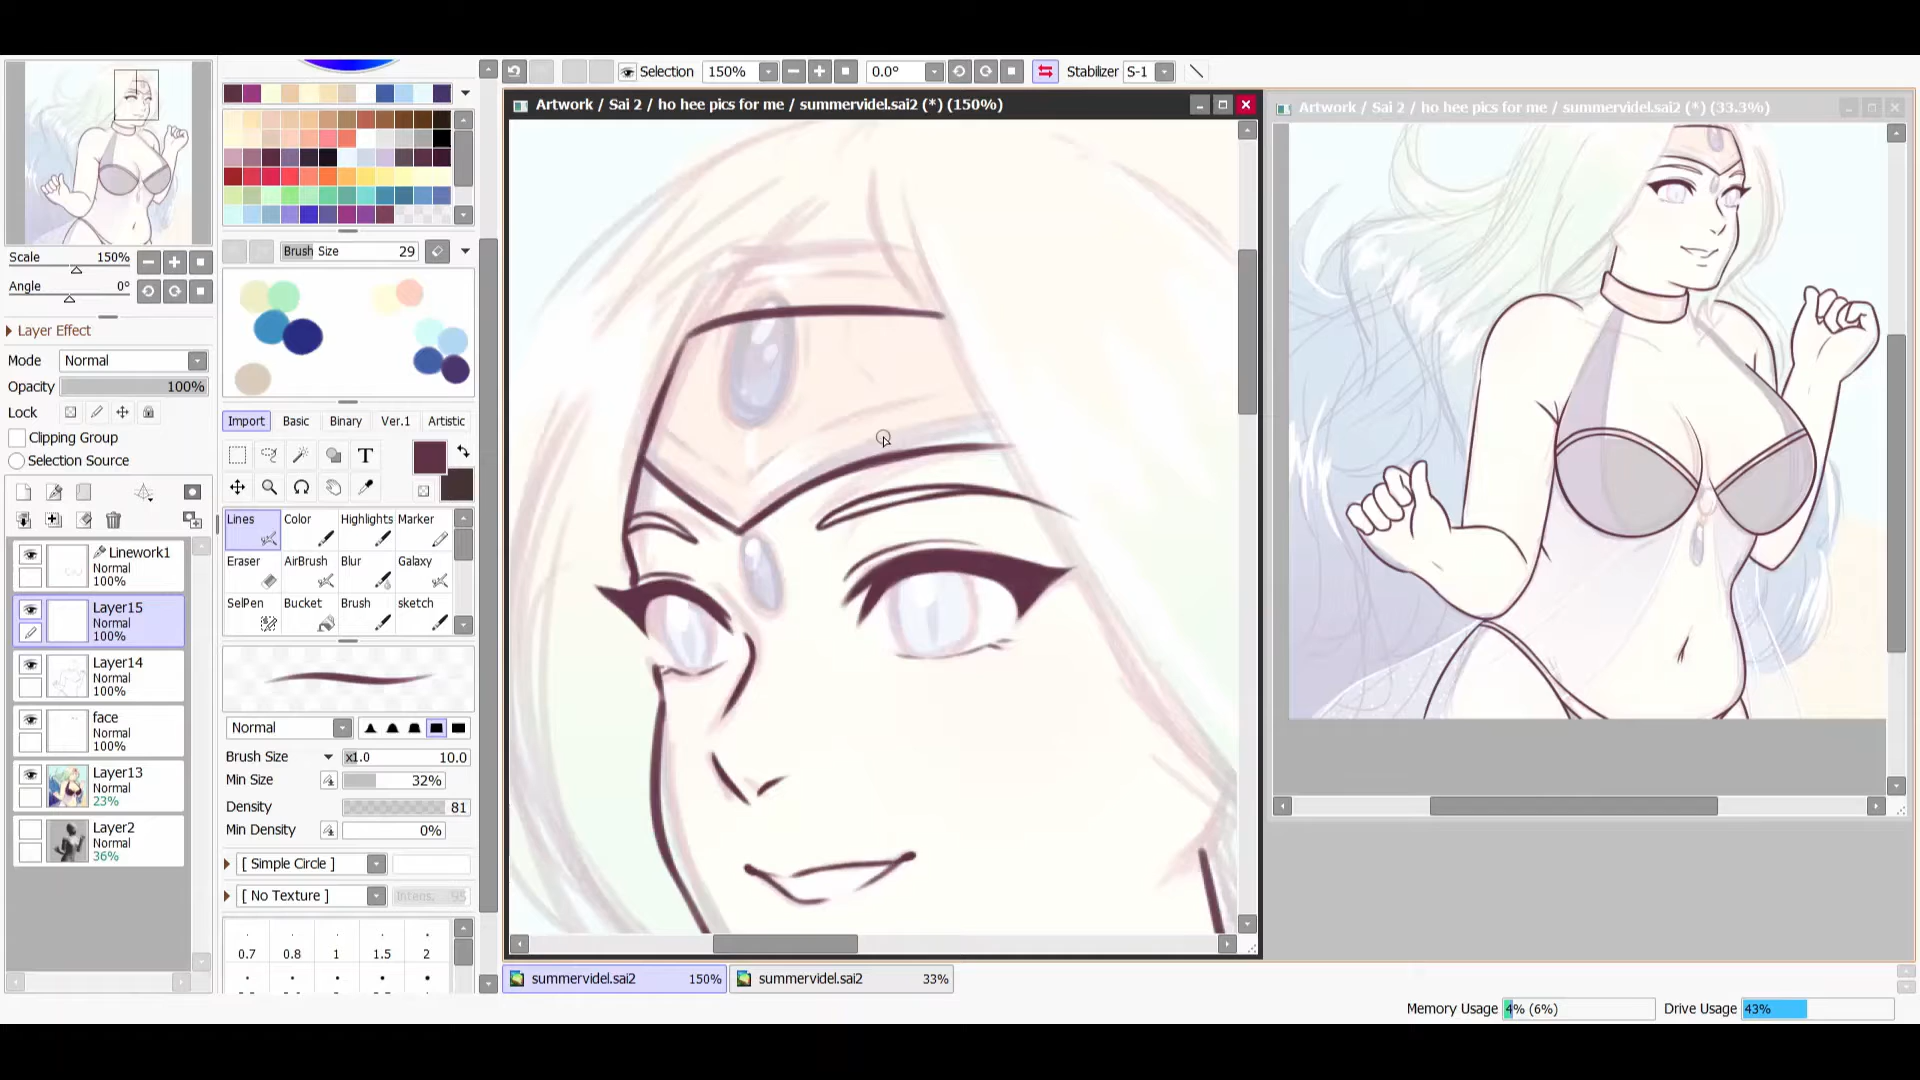 Selection 150% 0.0° Stabilizer S-1
Artwork / Sai 2 / ho hee pics for me / summervidel.sai2 (*) (150%)
Artwork / Sai 2 / ho hee pics for me / summervidel.sai2 (*) (33.3%)
Scale 150%
Angle 0°
Layer Effect
Mode Normal
Opacity 100%
Lock
Clipping Group
Selection Source
Linework1
Normal
100%
Layer15
Normal
100%
Layer14
Normal
100%
face
Normal
100%
Layer13
Normal
23%
Layer2
Normal
36%
Brush Size 29
Import Basic Binary Ver.1 Artistic
T
Lines Color Highlights Marker
Eraser AirBrush Blur Galaxy
SelPen Bucket Brush sketch
Normal
Brush Size x1.0 10.0
Min Size 32%
Density 81
Min Density 0%
[ Simple Circle ]
[ No Texture ] Intens. 95
0.7 0.8 1 1.5 2
summervidel.sai2 150% summervidel.sai2 33%
Memory Usage 4% (6%) Drive Usage 43%